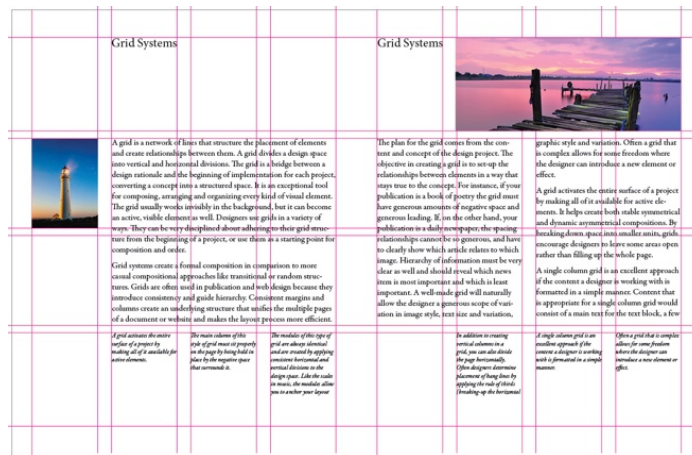 Grid Systems
A grid is a network of lines that structure the placement of elements
and create relationships between them. A grid divides a design space
into vertical and horizontal divisions. The grid is a bridge between a
design rationale and the beginning of implementation for each project,
converting a concept into a structured space. It is an exceptional tool
for composing, arranging and organizing every kind of visual element.
The grid usually works invisibly in the background, but it can become
an active, visible element as well. Designers use grids in a variety of
ways. They can be very disciplined about adhering to their grid struc-
ture from the beginning of a project, or use them as a starting point for
composition and order.
Grid systems create a formal composition in comparison to more
casual compositional approaches like transitional or random struc-
tures. Grids are often used in publication and web design because they
introduce consistency and guide hierarchy. Consistent margins and
columns create an underlying structure that unifies the multiple pages
of a document or website and makes the layout process more efficient.
A grid activates the entire
surface of a project by
making all of it available for
active elements.
The main column of this
style of grid must sit properly
on the page by being held in
place by the negative space
that surrounds it.
The modules of this type of
grid are always identical
and are created by applying
consistent horizontal and
vertical divisions to the
design space. Like the scales
in music, the modules allow
you to anchor your layout
Grid Systems
The plan for the grid comes from the con-
tent and concept of the design project. The
objective in creating a grid is to set-up the
relationships between elements in a way that
stays true to the concept. For instance, if your
publication is a book of poetry the grid must
have generous amounts of negative space and
generous leading. If, on the other hand, your
publication is a daily newspaper, the spacing
relationships cannot be so generous, and have
to clearly show which article relates to which
image. Hierarchy of information must be very
clear as well and should reveal which news
item is most important and which is least
important. A well-made grid will naturally
allow the designer a generous scope of vari-
ation in image style, text size and variation,
graphic style and variation. Often a grid that
is complex allows for some freedom where
the designer can introduce a new element or
effect.
A grid activates the entire surface of a project
by making all of it available for active ele-
ments. It helps create both stable symmetrical
and dynamic asymmetrical compositions. By
breaking down space into smaller units, grids
encourage designers to leave some areas open
rather than filling up the whole page.
A single column grid is an excellent approach
if the content a designer is working with is
formatted in a simple manner. Content that
is appropriate for a single column grid would
consist of a main text for the text block, a few
In addition to creating
vertical columns in a
grid, you can also divide
the page horizontally.
Often designers determine
placement of hang lines by
applying the rule of thirds
(breaking-up the horizontal
A single column grid is an
excellent approach if the
content a designer is working
with is formatted in a simple
manner.
Often a grid that is complex
allows for some freedom
where the designer can
introduce a new element or
effect.